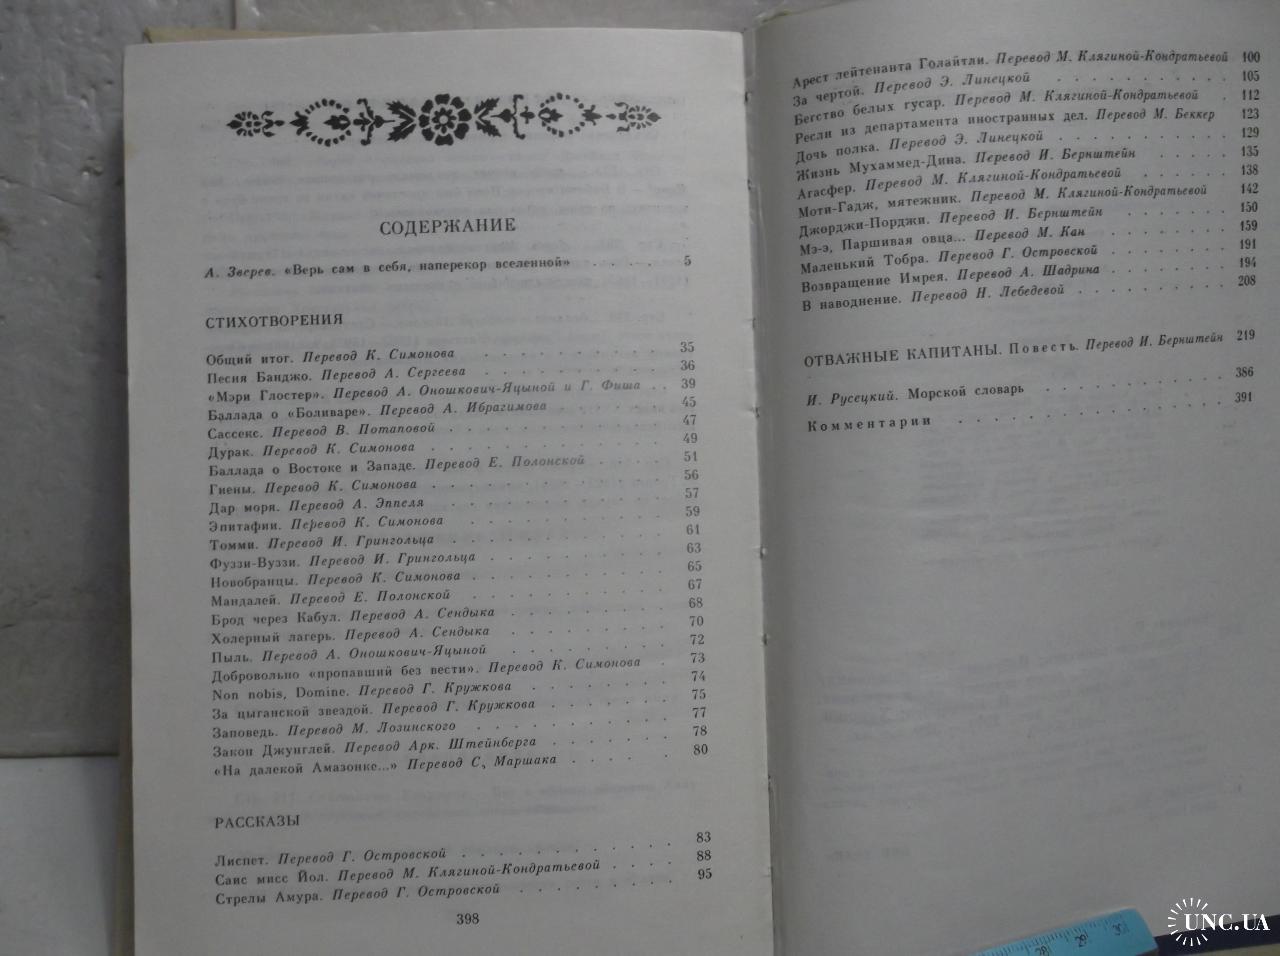 СОДЕРЖАНИЕ
А. Зверев. «Верь сам в себя, наперекор вселенной» . . . . . 5
СТИХОТВОРЕНИЯ
Общий итог. Перевод К. Симонова . . . . . . . . . 35
Песня Банджо. Перевод А. Сергеева . . . . . . . . . 36
«Мэри Глостер». Перевод А. Оношкович-Яцыной и Г. Фиша . . 39
Баллада о «Боливаре». Перевод А. Ибрагимова . . . . . . 45
Сассекс. Перевод В. Потаповой . . . . . . . . . . 47
Дурак. Перевод К. Симонова . . . . . . . . . . . 49
Баллада о Востоке и Западе. Перевод Е. Полонской . . . . 51
Гиены. Перевод К. Симонова . . . . . . . . . . . 56
Дар моря. Перевод А. Эппеля . . . . . . . . . . 57
Эпитафии. Перевод К. Симонова . . . . . . . . . 59
Томми. Перевод И. Грингольца . . . . . . . . . . 61
Фуззи-Вуззи. Перевод И. Грингольца . . . . . . . . 63
Новобранцы. Перевод К. Симонова . . . . . . . . . 65
Мандалей. Перевод Е. Полонской . . . . . . . . . 67
Брод через Кабул. Перевод А. Сендыка . . . . . . . . 68
Холерный лагерь. Перевод А. Сендыка . . . . . . . . 70
Пыль. Перевод А. Оношкович-Яцыной . . . . . . . . 72
Добровольно «пропавший без вести». Перевод К. Симонова . 73
Non nobis, Domine. Перевод Г. Кружкова . . . . . . . 74
За цыганской звездой. Перевод Г. Кружкова . . . . . . 75
Заповедь. Перевод М. Лозинского . . . . . . . . . 77
Закон Джунглей. Перевод Арк. Штейнберга . . . . . . 78
«На далекой Амазонке...» Перевод С. Маршака . . . . . 80
РАССКАЗЫ
Лиспет. Перевод Г. Островской . . . . . . . . . . 83
Саис мисс Йол. Перевод М. Клягиной-Кондратьевой . . . . 88
Стрелы Амура. Перевод Г. Островской . . . . . . . . 95
398
Арест лейтенанта Голайтли. Перевод М. Клягиной-Кондратьевой 100
За чертой. Перевод Э. Линецкой . . . . . . . . . 105
Бегство белых гусар. Перевод М. Клягиной-Кондратьевой . 112
Ресли из департамента иностранных дел. Перевод М. Беккер 123
Дочь полка. Перевод Э. Линецкой . . . . . . . . . 129
Жизнь Мухаммед-Дина. Перевод И. Бернштейн . . . . . 135
Агасфер. Перевод М. Клягиной-Кондратьевой . . . . . . 138
Моти-Гадж, мятежник. Перевод М. Клягиной-Кондратьевой 142
Джорджи-Порджи. Перевод И. Бернштейн . . . . . . 150
Мэ-э, Паршивая овца... Перевод М. Кан . . . . . . . 159
Маленький Тобра. Перевод Г. Островской . . . . . . . 191
Возвращение Имрея. Перевод А. Шадрина . . . . . . . 194
В наводнение. Перевод Н. Лебедевой . . . . . . . . 208
ОТВАЖНЫЕ КАПИТАНЫ. Повесть. Перевод И. Бернштейн 219
И. Русецкий. Морской словарь . . . . . . . . . 386
Комментарии . . . . . . . . . . . . . 391
28 29 30
UNC.UA